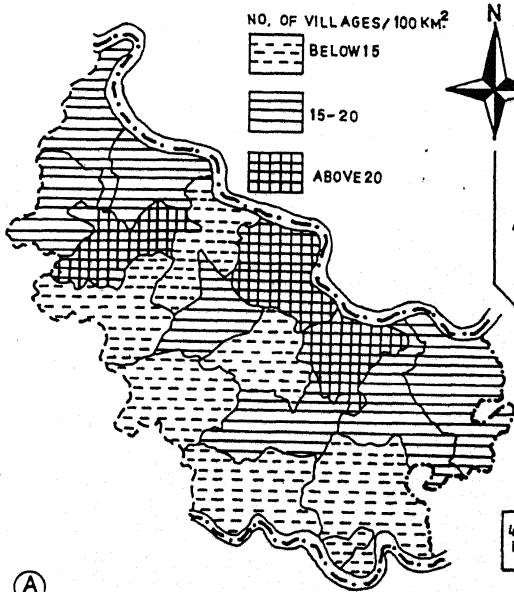 NO. OF VILLAGES/100 KM.²
N
BELOW 15
15-20
ABOVE 20
A